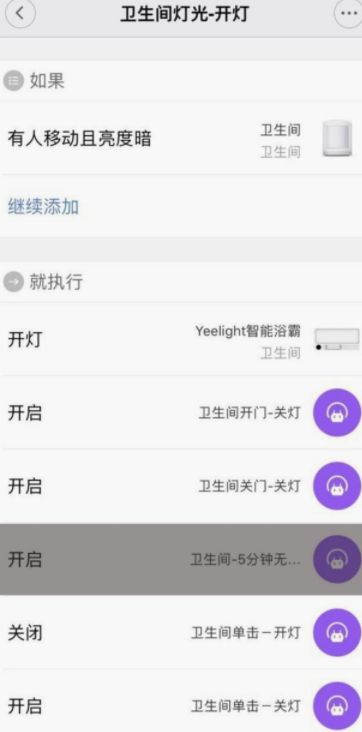 卫生间灯光-开灯
如果
有人移动且亮度暗
卫生间
卫生间
继续添加
就执行
开灯
Yeelight智能浴霸
卫生间
开启
卫生间开门-关灯
开启
卫生间关门-关灯
开启
卫生间-5分钟无...
关闭
卫生间单击－开灯
开启
卫生间单击－关灯